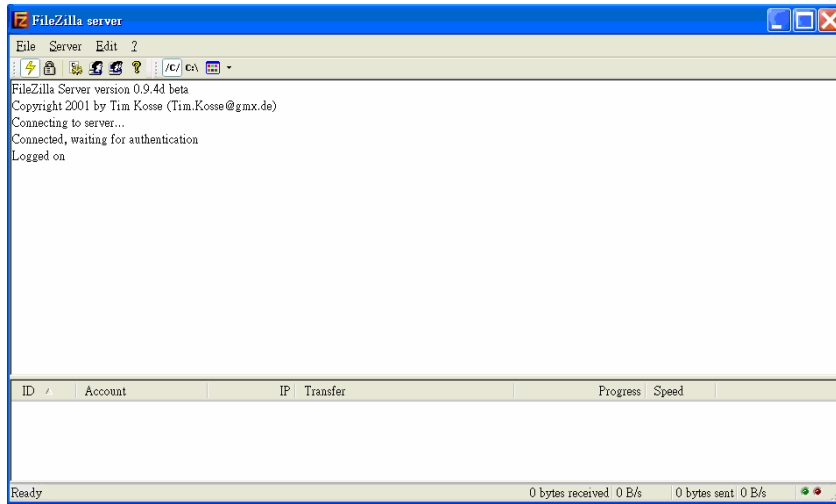 FileZilla server
File Server Edit ?
/C/ C:\
FileZilla Server version 0.9.4d beta
Copyright 2001 by Tim Kosse (Tim.Kosse@gmx.de)
Connecting to server...
Connected, waiting for authentication
Logged on
ID Account IP Transfer Progress Speed
Ready 0 bytes received 0 B/s 0 bytes sent 0 B/s